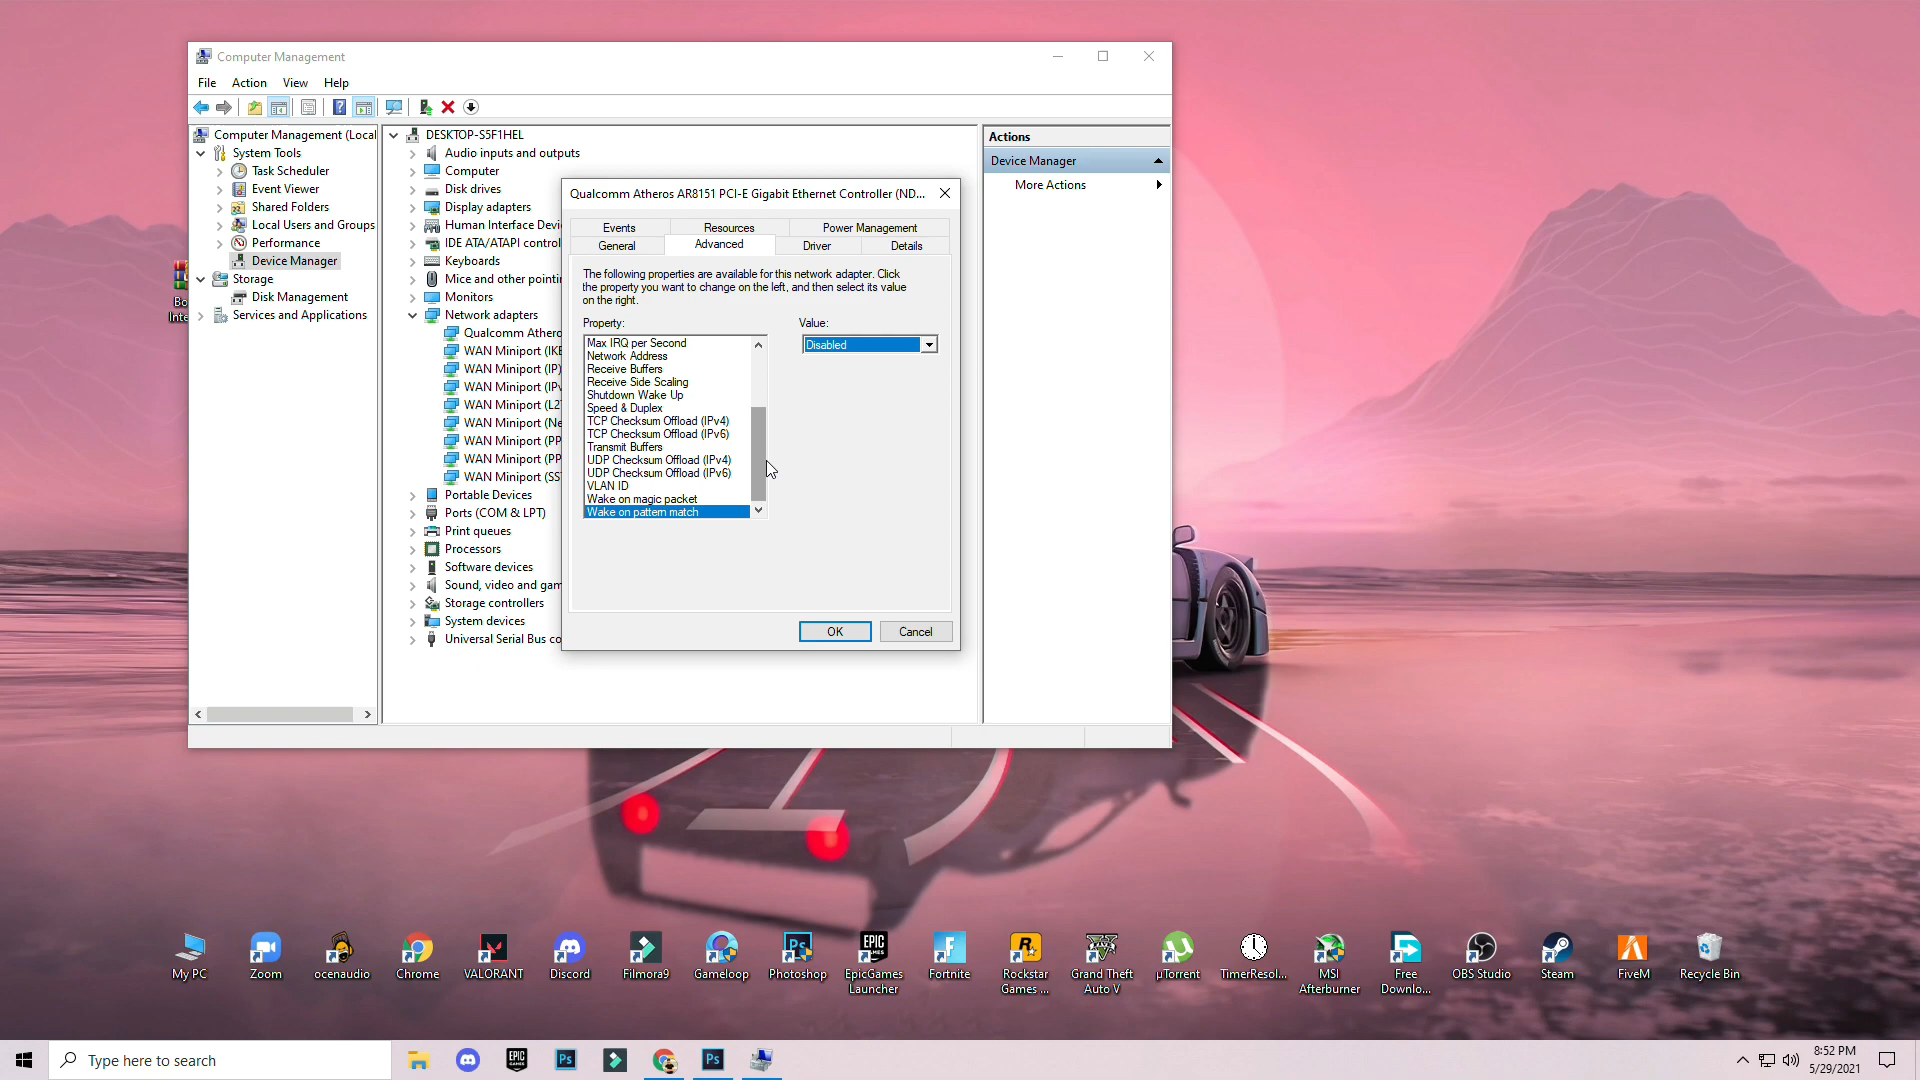 Computer Management
File Action View Help
Computer Management (Local
System Tools
Task Scheduler
Event Viewer
Shared Folders
Local Users and Groups
Performance
Device Manager
Storage
Disk Management
Services and Applications
DESKTOP-S5F1HEL
Audio inputs and outputs
Computer
Disk drives
Display adapters
Human Interface Devi
IDE ATA/ATAPI control
Keyboards
Mice and other pointi
Monitors
Network adapters
Qualcomm Athero
WAN Miniport (IKE
WAN Miniport (IP)
WAN Miniport (IPv
WAN Miniport (L2T
WAN Miniport (Ne
WAN Miniport (PP
WAN Miniport (PP
WAN Miniport (SS
Portable Devices
Ports (COM & LPT)
Print queues
Processors
Software devices
Sound, video and gam
Storage controllers
System devices
Universal Serial Bus co
Qualcomm Atheros AR8151 PCI-E Gigabit Ethernet Controller (ND...
Events Resources Power Management
General Advanced Driver Details
The following properties are available for this network adapter. Click
the property you want to change on the left, and then select its value
on the right.
Property: Value:
Max IRQ per Second
Network Address
Receive Buffers
Receive Side Scaling
Shutdown Wake Up
Speed & Duplex
TCP Checksum Offload (IPv4)
TCP Checksum Offload (IPv6)
Transmit Buffers
UDP Checksum Offload (IPv4)
UDP Checksum Offload (IPv6)
VLAN ID
Wake on magic packet
Wake on pattern match
Disabled
OK Cancel
Actions
Device Manager
More Actions
Bo
Inte
My PC
Zoom
ocenaudio
Chrome
VALORANT
Discord
Filmora9
Gameloop
Photoshop
EpicGames
Launcher
Fortnite
Rockstar
Games ...
Grand Theft
Auto V
µTorrent
TimerResol...
MSI
Afterburner
Free
Downlo...
OBS Studio
Steam
FiveM
Recycle Bin
Type here to search
8:52 PM
5/29/2021